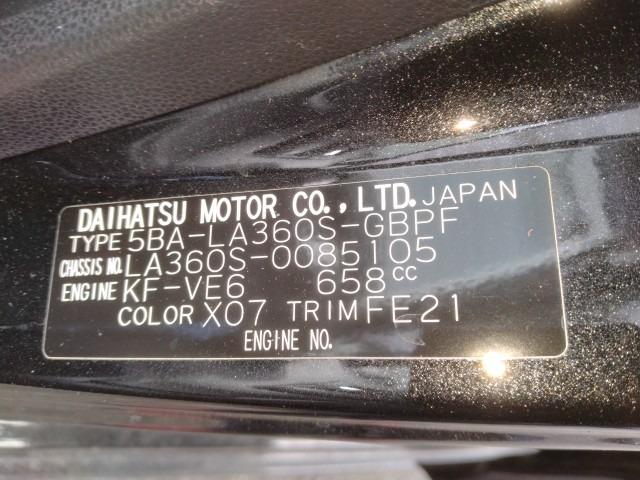 DAIHATSU MOTOR CO., LTD. JAPAN
TYPE 5BA-LA360S-GBPF
CHASSIS NO. LA360S-0085105
ENGINE KF-VE6 658cc
COLOR X07 TRIM FE21
ENGINE NO.